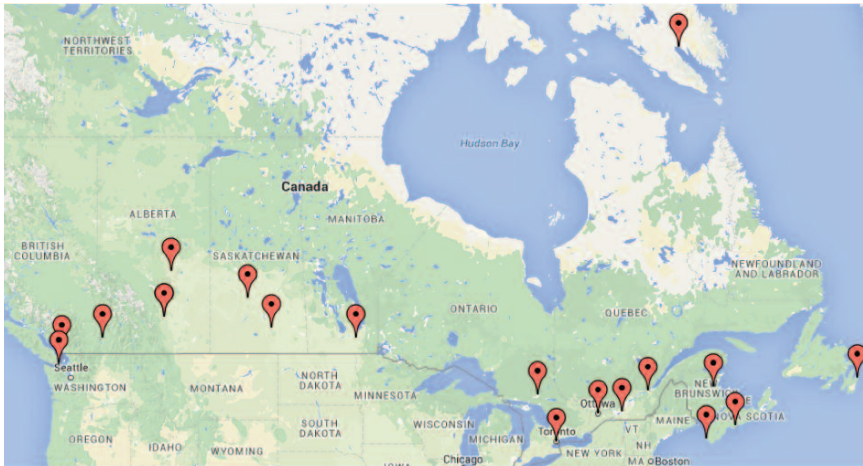 NORTHWEST
TERRITORIES
Hudson Bay
Canada
ALBERTA
MANITOBA
BRITISH
COLUMBIA
SASKATCHEWAN
NEWFOUNDLAND
AND LABRADOR
ONTARIO
QUEBEC
Seattle
WASHINGTON
NORTH
DAKOTA
MONTANA
MINNESOTA
NEW
BRUNSWICK
Ottawa
SOUTH
DAKOTA
WISCONSIN
MICHIGAN
Toronto
VT
MAINE
NOVA SCOTIA
OREGON
IDAHO
WYOMING
NH
NEW YORK
Chicago
MA
Boston